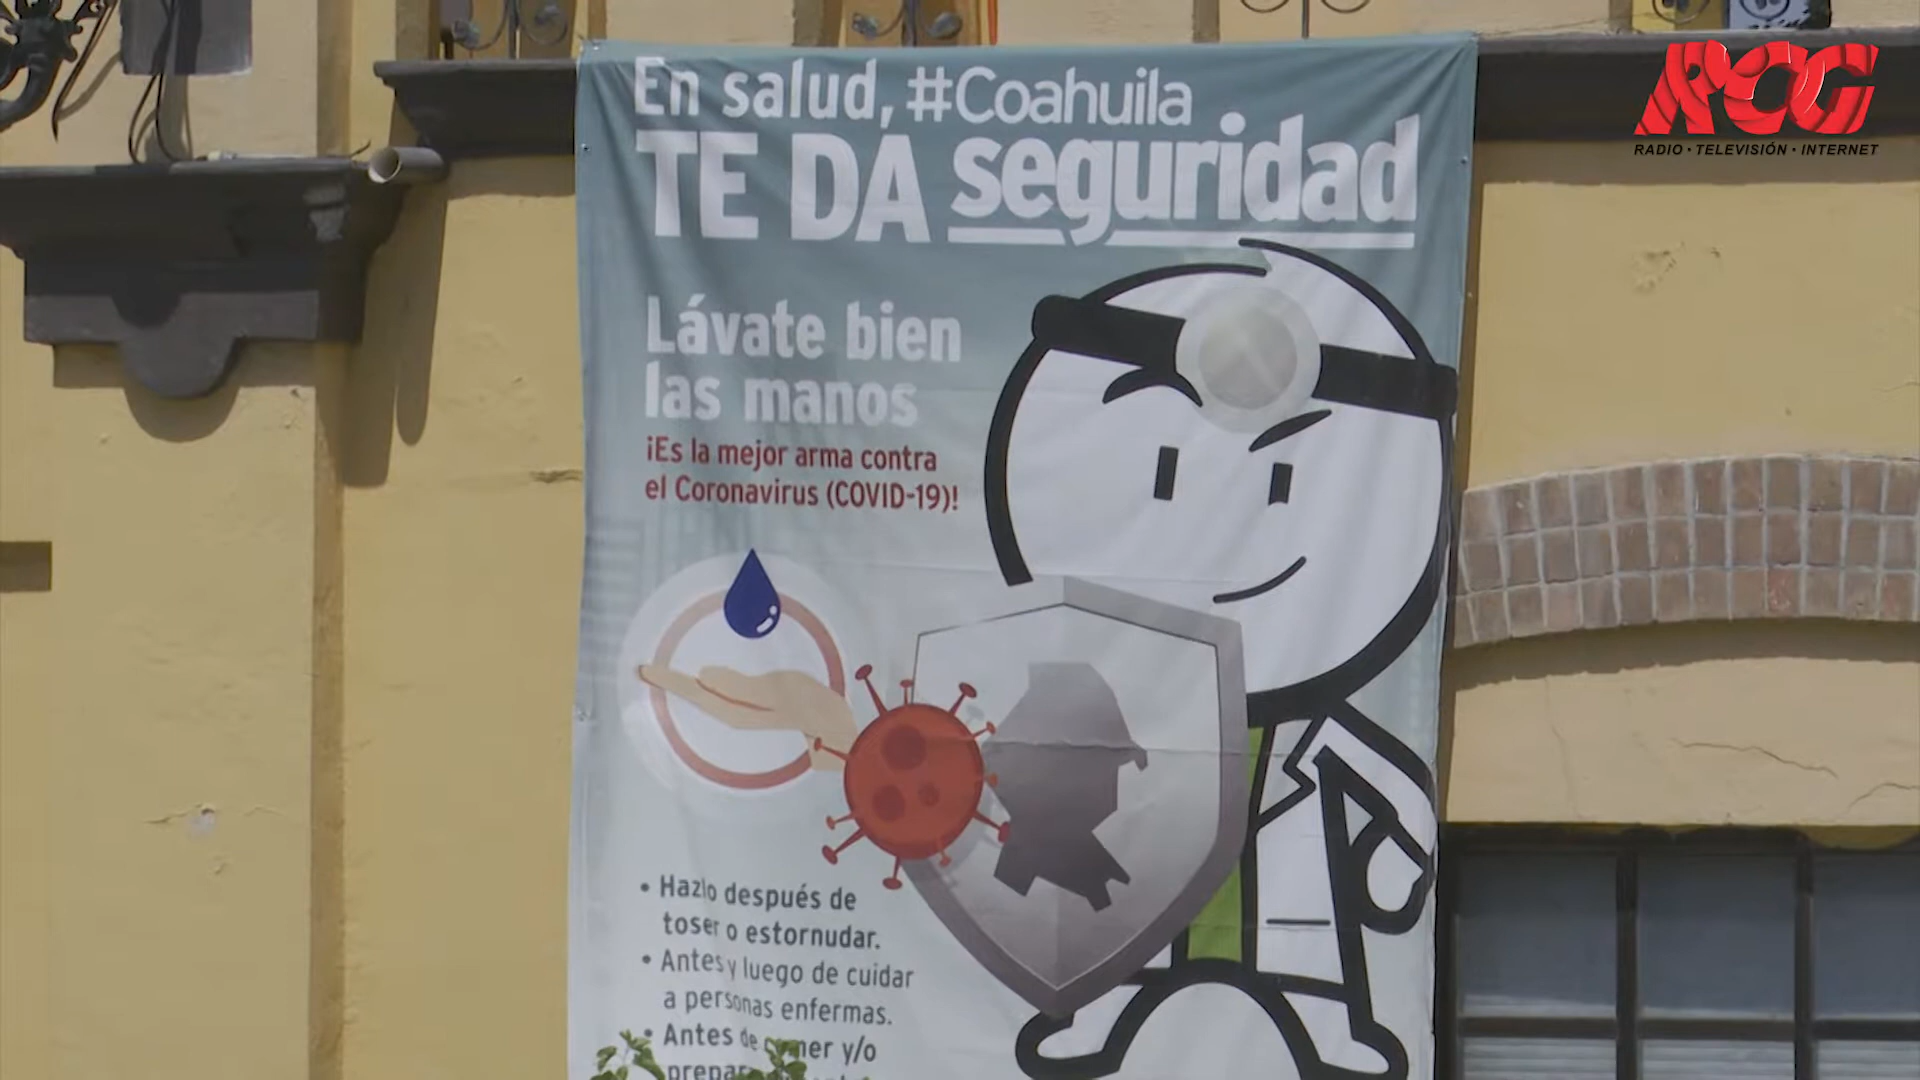 En salud, #Coahuila
TE DA seguridad
Lávate bien
las manos
¡Es la mejor arma contra
el Coronavirus (COVID-19)!
• Hazlo después de
toser o estornudar.
• Antes y luego de cuidar
a personas enfermas.
• Antes de comer y/o
RCG
RADIO • TELEVISIÓN • INTERNET